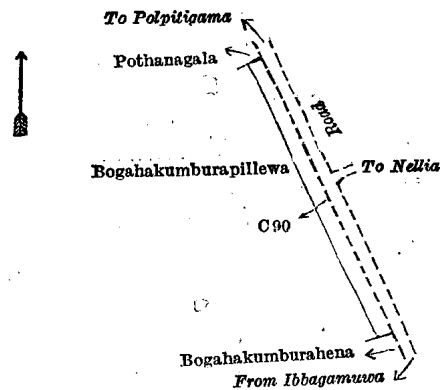 To Polpitigama
Pothanagala
Road
Bogahakumburapillewa
To Nellia
C 90
Bogahakumburahena
From Ibbagamuwa